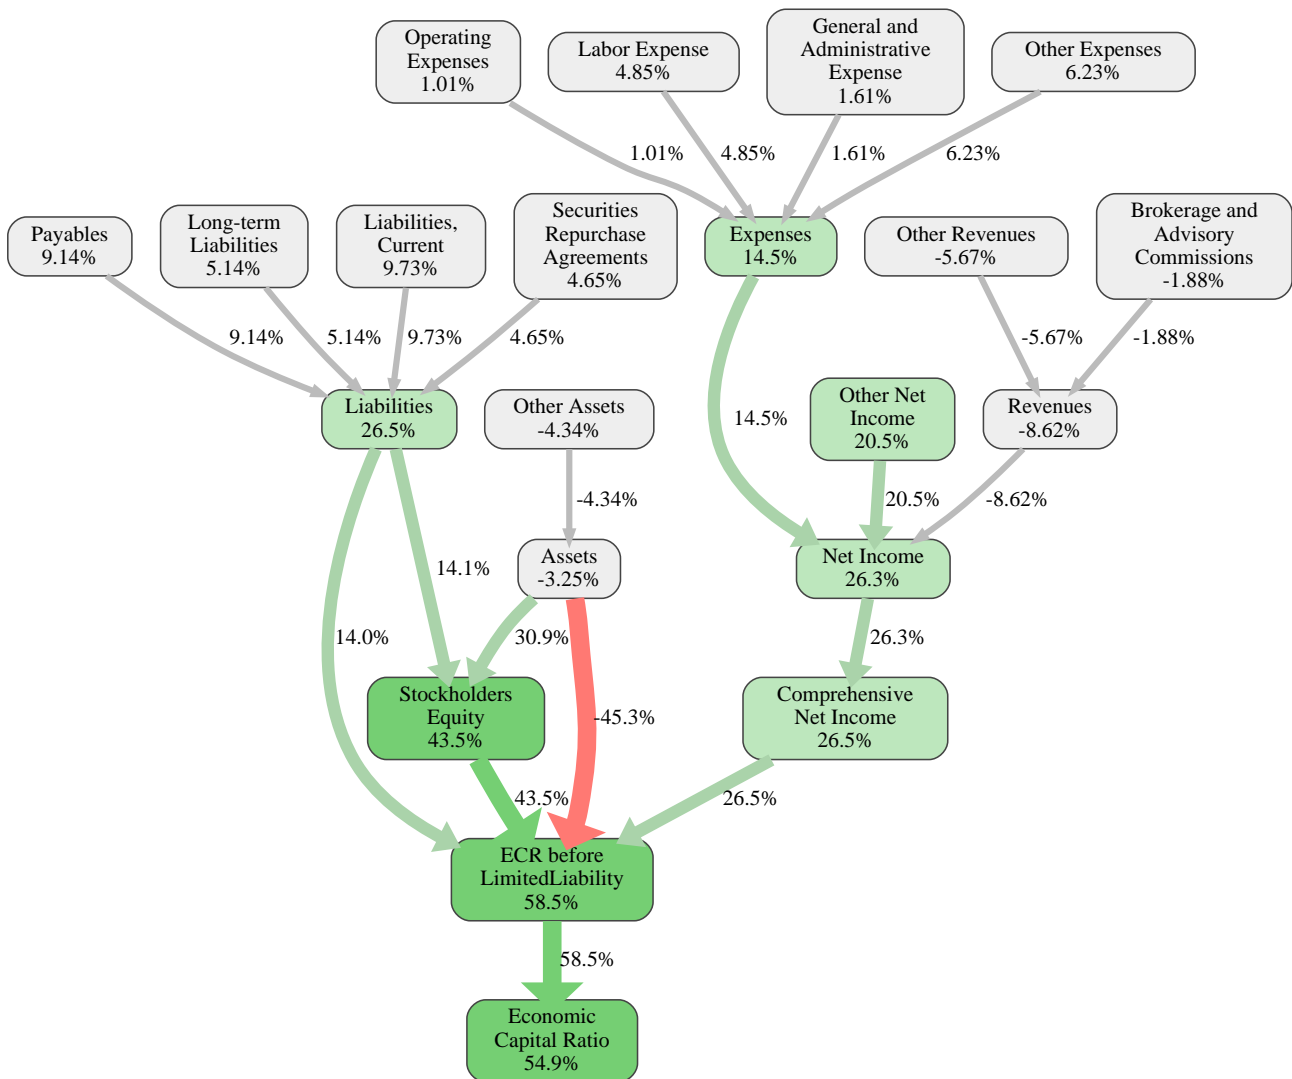 Operating
Expenses
1.01%
Labor Expense
4.85%
General and
Administrative
Expense
1.61%
Other Expenses
6.23%
1.01%
4.85%
1.61%
6.23%
Payables
9.14%
Long-term
Liabilities
5.14%
Liabilities,
Current
9.73%
Securities
Repurchase
Agreements
4.65%
Expenses
14.5%
Other Revenues
-5.67%
Brokerage and
Advisory
Commissions
-1.88%
9.14%
5.14%
9.73%
4.65%
-5.67%
-1.88%
Liabilities
26.5%
Other Assets
-4.34%
14.5%
Other Net
Income
20.5%
Revenues
-8.62%
-4.34%
20.5%
-8.62%
14.1%
Assets
-3.25%
Net Income
26.3%
14.0%
30.9%
26.3%
Stockholders
Equity
43.5%
-45.3%
Comprehensive
Net Income
26.5%
43.5%
26.5%
ECR before
LimitedLiability
58.5%
58.5%
Economic
Capital Ratio
54.9%